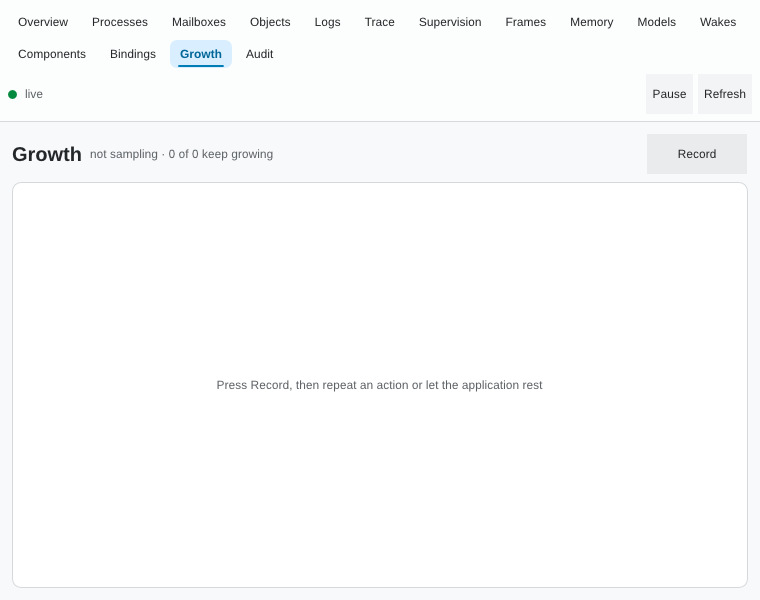 Overview Processes Mailboxes Objects Logs Trace Supervision Frames Memory Models Wakes
Components Bindings Growth Audit
live Pause Refresh
Growth not sampling · 0 of 0 keep growing Record
Press Record, then repeat an action or let the application rest